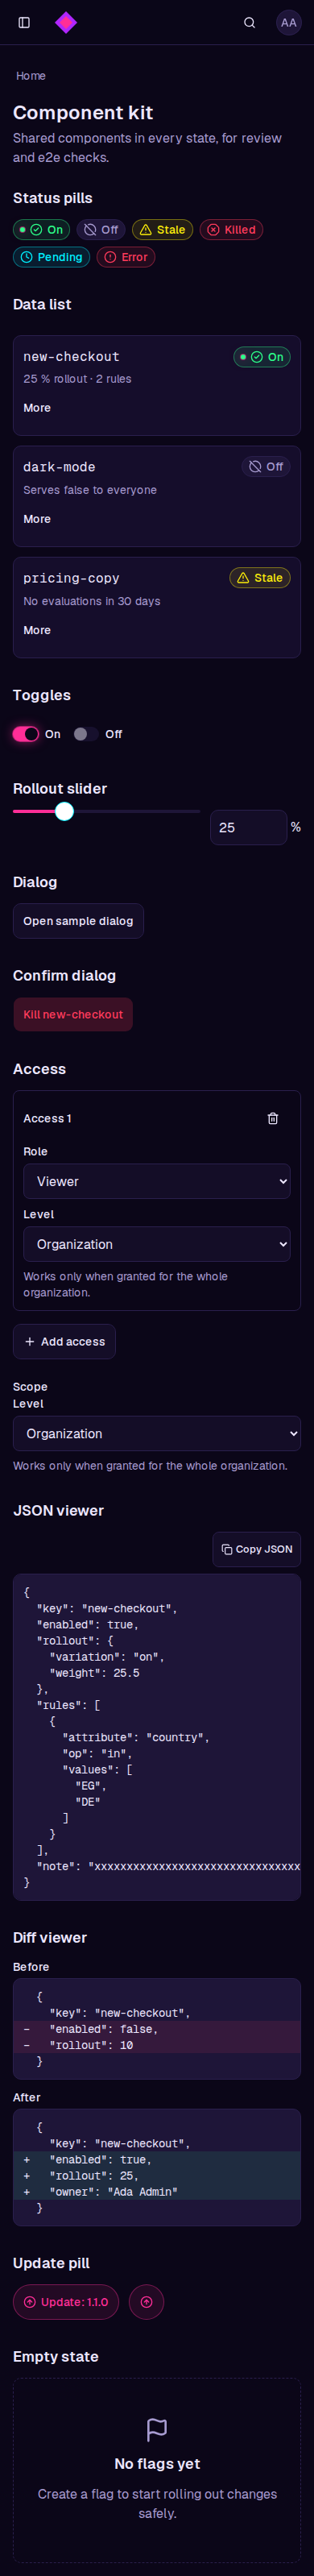 AA
Home
Component kit
Shared components in every state, for review
and e2e checks.
Status pills
On
Off
Stale
Killed
Pending
Error
Data list
new-checkout
On
25 % rollout · 2 rules
More
dark-mode
Off
Serves false to everyone
More
pricing-copy
Stale
No evaluations in 30 days
More
Toggles
On
Off
Rollout slider
25
%
Dialog
Open sample dialog
Confirm dialog
Kill new-checkout
Access
Access 1
Role
Viewer
Level
Organization
Works only when granted for the whole
organization.
Add access
Scope
Level
Organization
Works only when granted for the whole organization.
JSON viewer
Copy JSON
{
"key": "new-checkout",
"enabled": true,
"rollout": {
"variation": "on",
"weight": 25.5
},
"rules": [
{
"attribute": "country",
"op": "in",
"values": [
"EG",
"DE"
]
}
],
"note": "xxxxxxxxxxxxxxxxxxxxxxxxxxxxxxxx
}
Diff viewer
Before
{
"key": "new-checkout",
- "enabled": false,
- "rollout": 10
}
After
{
"key": "new-checkout",
+ "enabled": true,
+ "rollout": 25,
+ "owner": "Ada Admin"
}
Update pill
Update: 1.1.0
Empty state
No flags yet
Create a flag to start rolling out changes
safely.